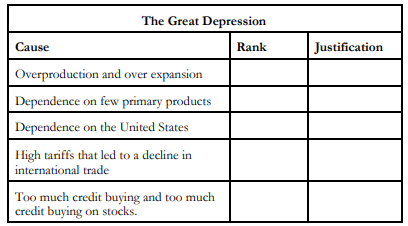 The Great Depression
Cause Rank Justification
Overproduction and over expansion
Dependence on few primary products
Dependence on the United States
High tariffs that led to a decline in
international trade
Too much credit buying and too much
credit buying on stocks.